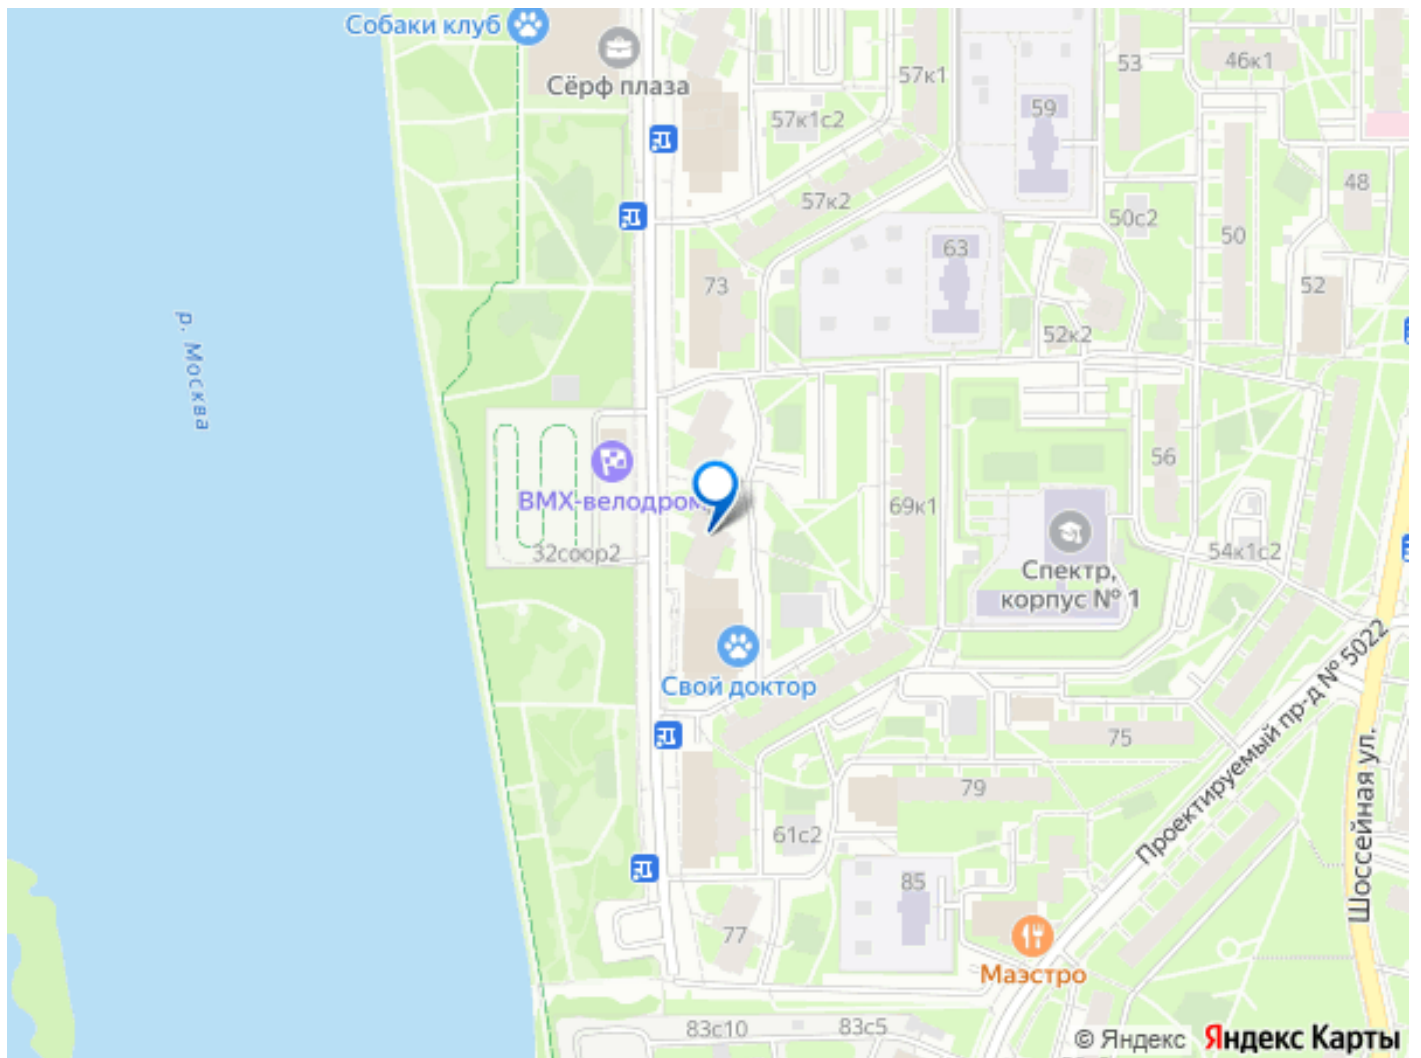 Собаки клуб
Сёрф плаза
57к1
53
46к1
57к1с2
59
48
57к2
50с2
50
63
73
52
52к2
р. Москва
56
BMX-велодром
69к1
32соор2
54к1с2
Спектр,
корпус № 1
Свой доктор
Проектируемый пр-д № 5022
75
Шоссейная ул.
79
61с2
85
77
Маэстро
83с10
83с5
© Яндекс Яндекс Карты